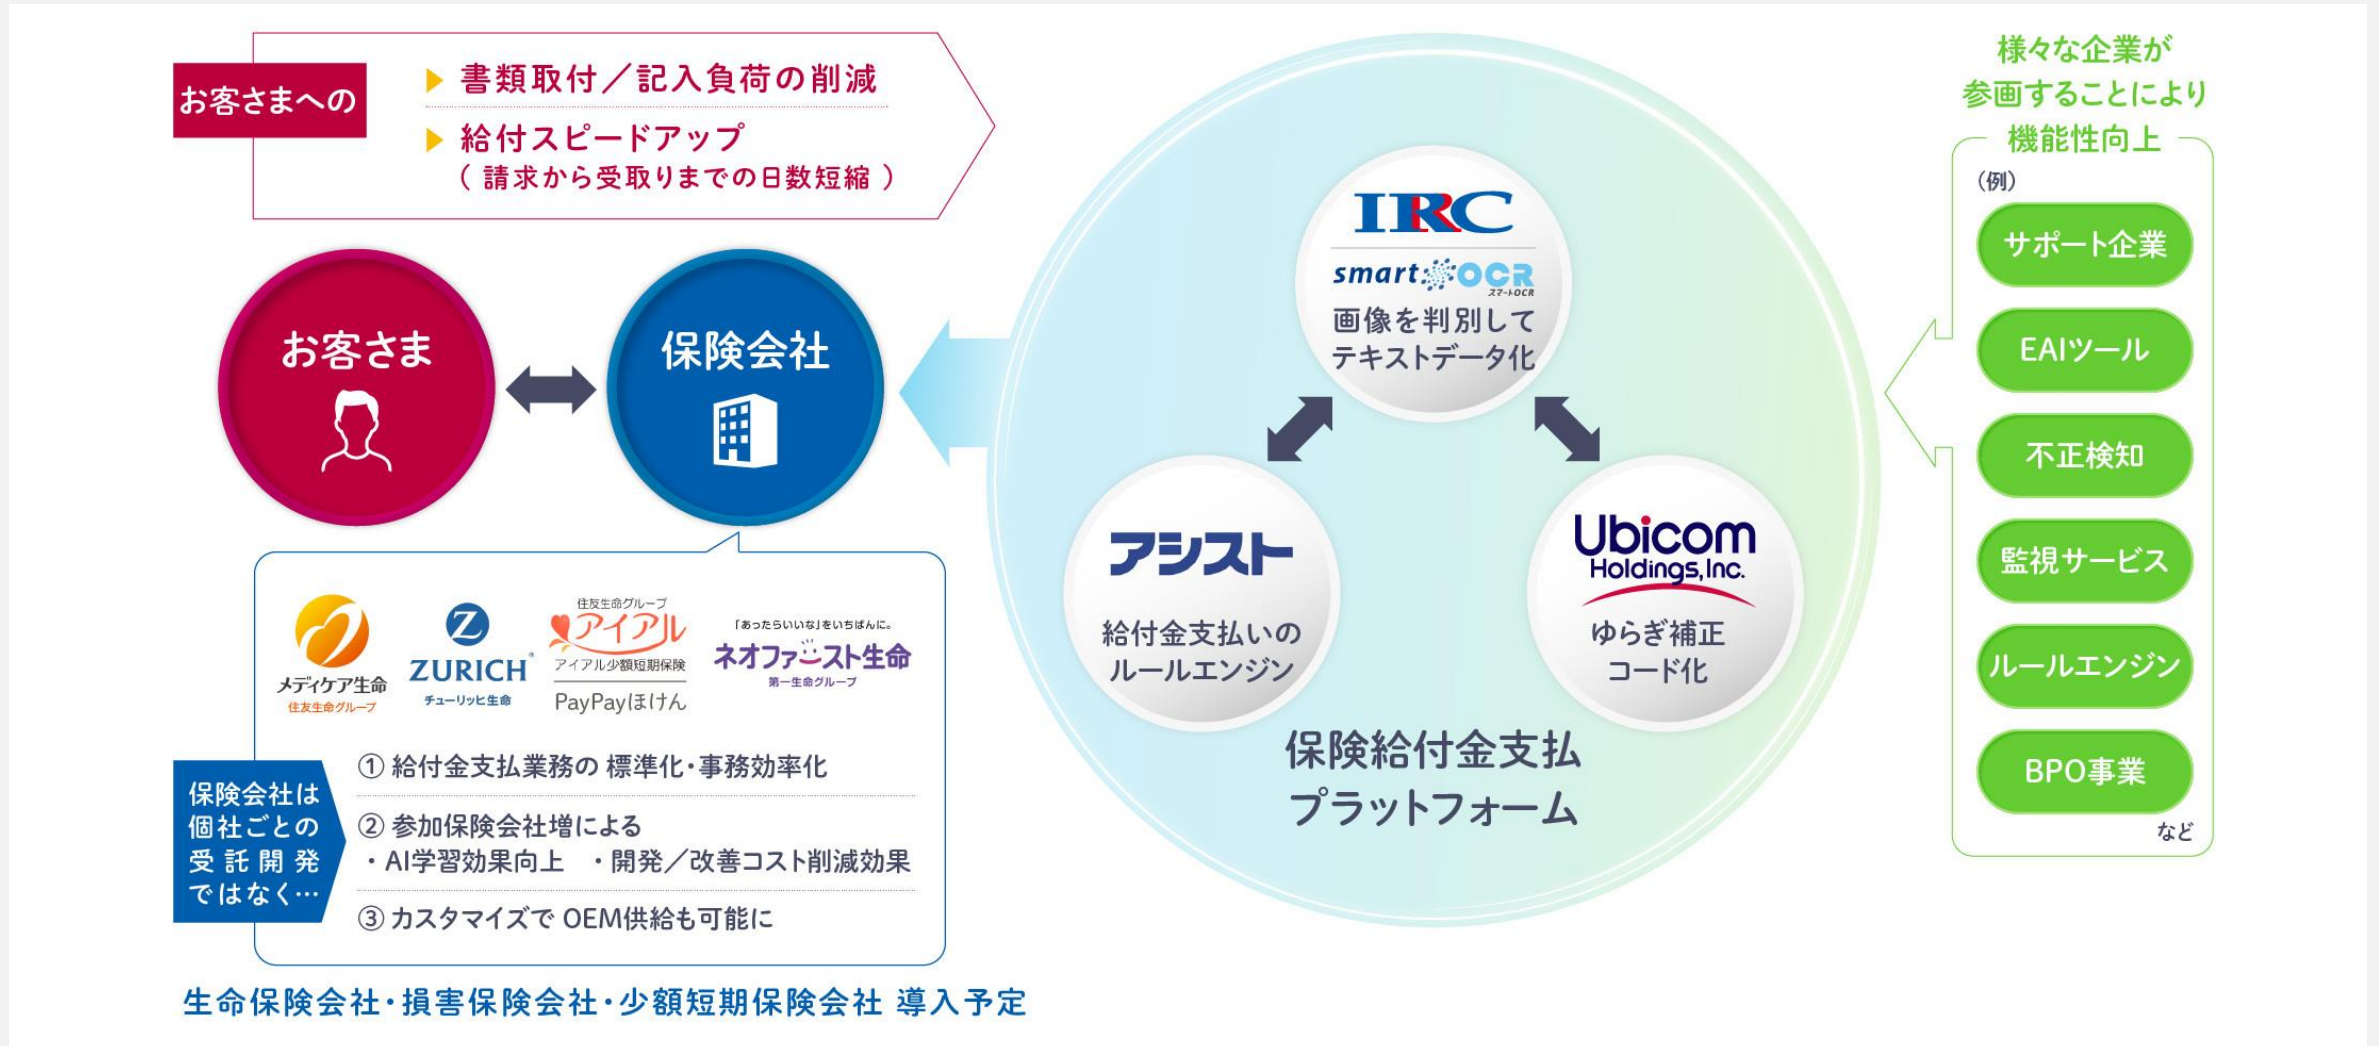 お客さまへの
書類取付／記入負荷の削減
給付スピードアップ
（ 請求から受取りまでの日数短縮 ）
お客さま
保険会社
メディケア生命
住友生命グループ
Z
ZURICH®
チューリッヒ生命
住友生命グループ
アイアル
アイアル少額短期保険
PayPayほけん
「あったらいいな」をいちばんに。
ネオファースト生命
第一生命グループ
保険会社は
個社ごとの
受託開発
ではなく…
① 給付金支払業務の 標準化・事務効率化
② 参加保険会社増による
・AI学習効果向上　・開発／改善コスト削減効果
③ カスタマイズで OEM供給も可能に
生命保険会社・損害保険会社・少額短期保険会社 導入予定
IRC
smart OCR
スマートOCR
画像を判別して
テキストデータ化
アシスト
給付金支払いの
ルールエンジン
Ubicom
Holdings,Inc.
ゆらぎ補正
コード化
保険給付金支払
プラットフォーム
様々な企業が
参画することにより
機能性向上
（例）
サポート企業
EAIツール
不正検知
監視サービス
ルールエンジン
BPO事業
など